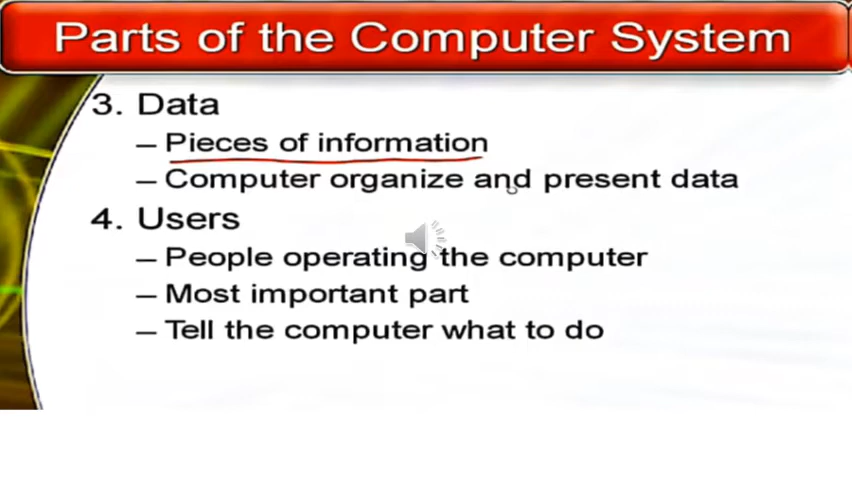 Parts of the Computer System
3. Data
– Pieces of information
– Computer organize and present data
4. Users
– People operating the computer
– Most important part
– Tell the computer what to do